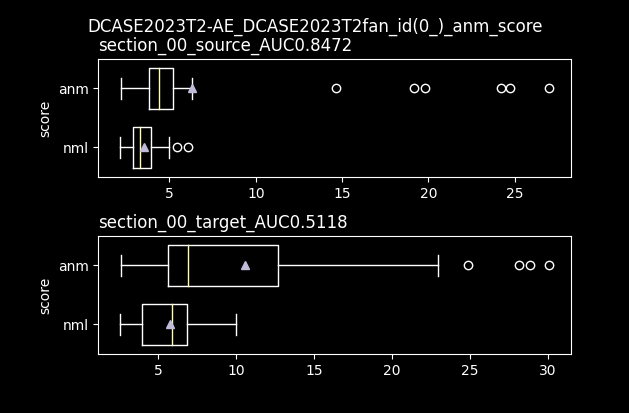 DCASE2023T2-AE_DCASE2023T2fan_id(0_)_anm_score
section_00_source_AUC0.8472
anm
nml
score
5 10 15 20 25
section_00_target_AUC0.5118
anm
nml
score
5 10 15 20 25 30